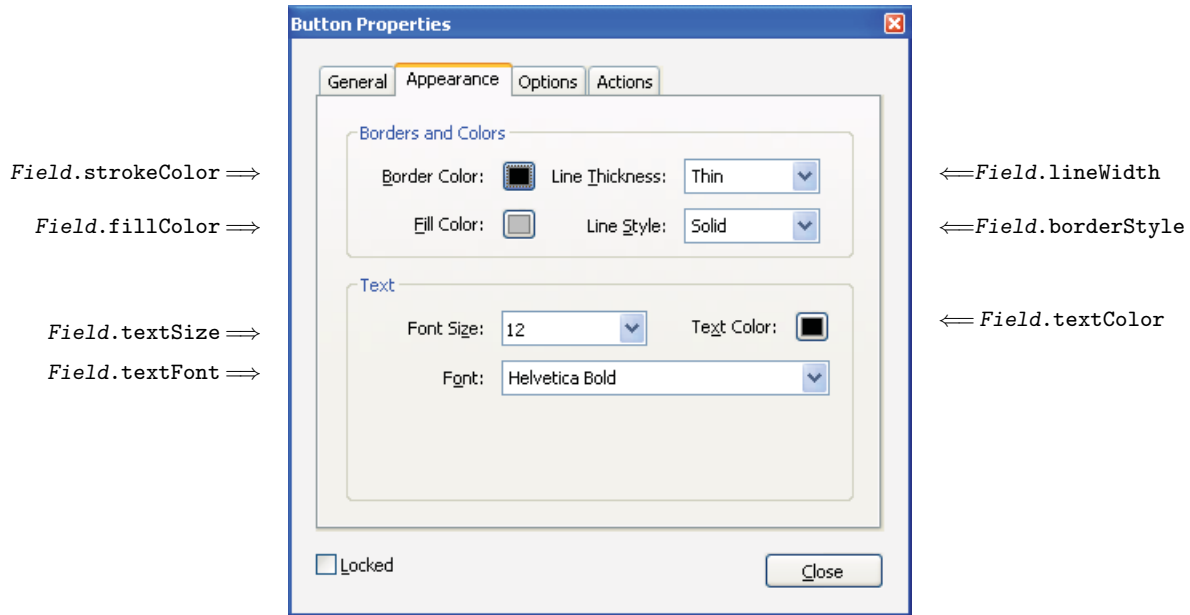 Button Properties
General Appearance Options Actions
Borders and Colors
Field.strokeColor⟹ Border Color: Line Thickness: Thin ⟸Field.lineWidth
Field.fillColor⟹ Fill Color: Line Style: Solid ⟸Field.borderStyle
Text
Field.textSize⟹ Font Size: 12 Text Color: ⟸Field.textColor
Field.textFont⟹ Font: Helvetica Bold
Locked Close